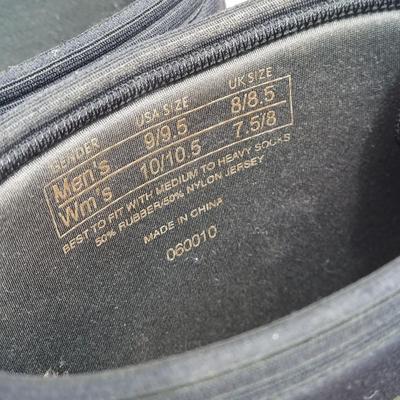 GENDER USA SIZE UK SIZE
Men's 9/9.5 8/8.5
Wm's 10/10.5 7.5/8
BEST TO FIT WITH MEDIUM TO HEAVY SOCKS
50% RUBBER/50% NYLON JERSEY
MADE IN CHINA
060010